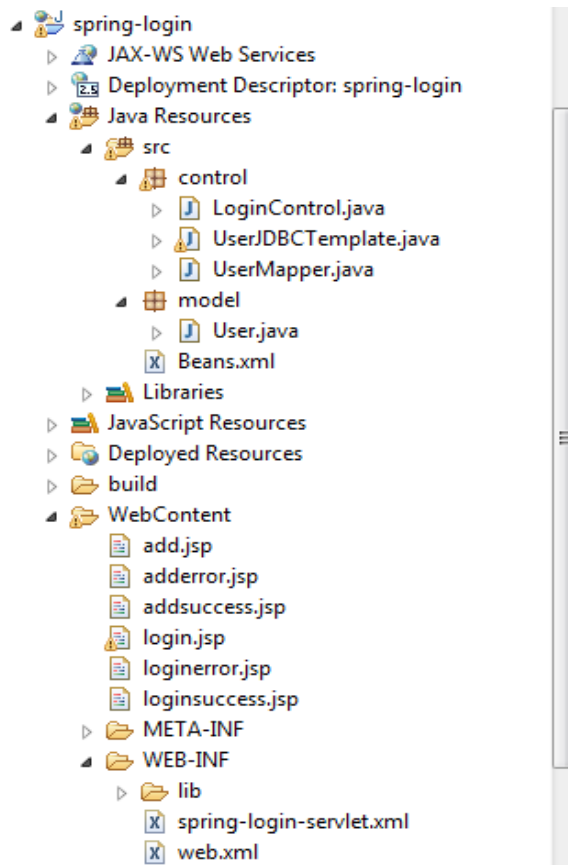 spring-login
JAX-WS Web Services
2.5 Deployment Descriptor: spring-login
Java Resources
src
control
J LoginControl.java
J UserJDBCTemplate.java
J UserMapper.java
model
J User.java
X Beans.xml
Libraries
JavaScript Resources
Deployed Resources
build
WebContent
add.jsp
adderror.jsp
addsuccess.jsp
login.jsp
loginerror.jsp
loginsuccess.jsp
META-INF
WEB-INF
lib
X spring-login-servlet.xml
X web.xml